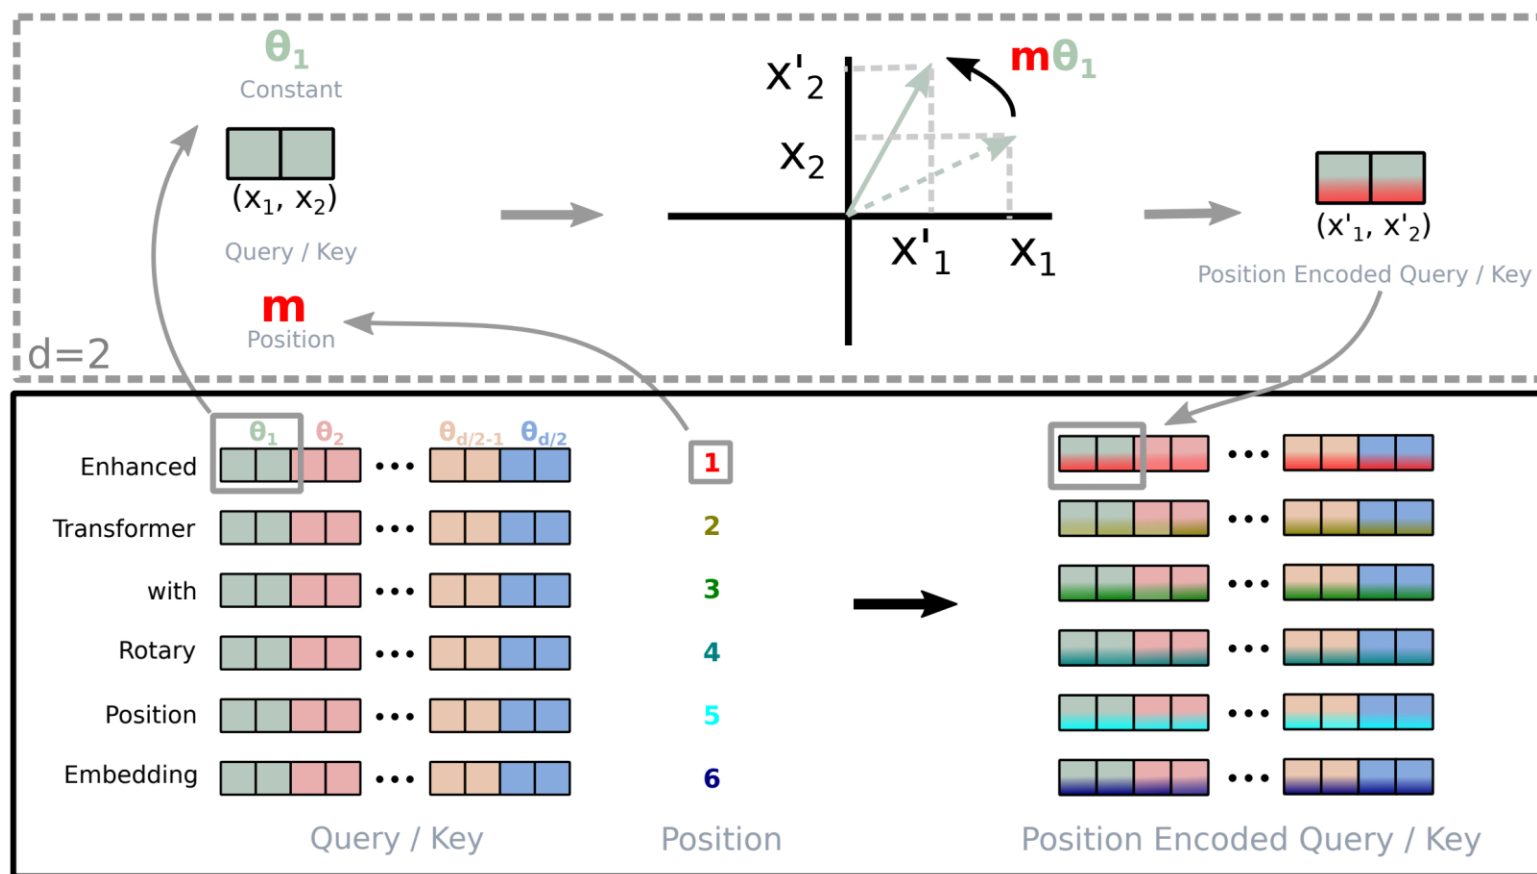 θ₁
Constant
(x₁, x₂)
Query / Key
m
Position
d=2
x'₂
x₂
mθ₁
x'₁
x₁
(x'₁, x'₂)
Position Encoded Query / Key
θ₁ θ₂ θd/2-1 θd/2
Enhanced 1
Transformer 2
with 3
Rotary 4
Position 5
Embedding 6
Query / Key Position Position Encoded Query / Key